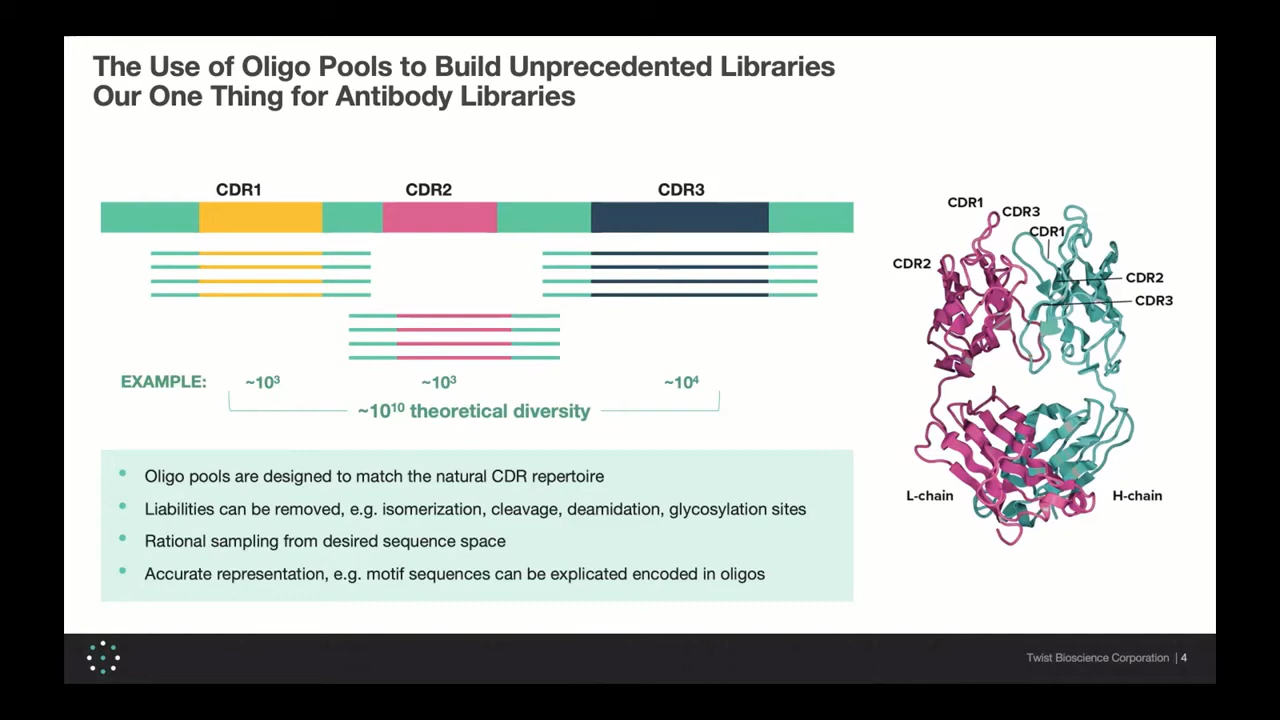 The Use of Oligo Pools to Build Unprecedented Libraries
Our One Thing for Antibody Libraries
CDR1 CDR2 CDR3
EXAMPLE: ~10³ ~10³ ~10⁴
~10¹⁰ theoretical diversity
• Oligo pools are designed to match the natural CDR repertoire
• Liabilities can be removed, e.g. isomerization, cleavage, deamidation, glycosylation sites
• Rational sampling from desired sequence space
• Accurate representation, e.g. motif sequences can be explicated encoded in oligos
CDR1
CDR3
CDR1
CDR2
CDR2
CDR3
L-chain H-chain
Twist Bioscience Corporation | 4